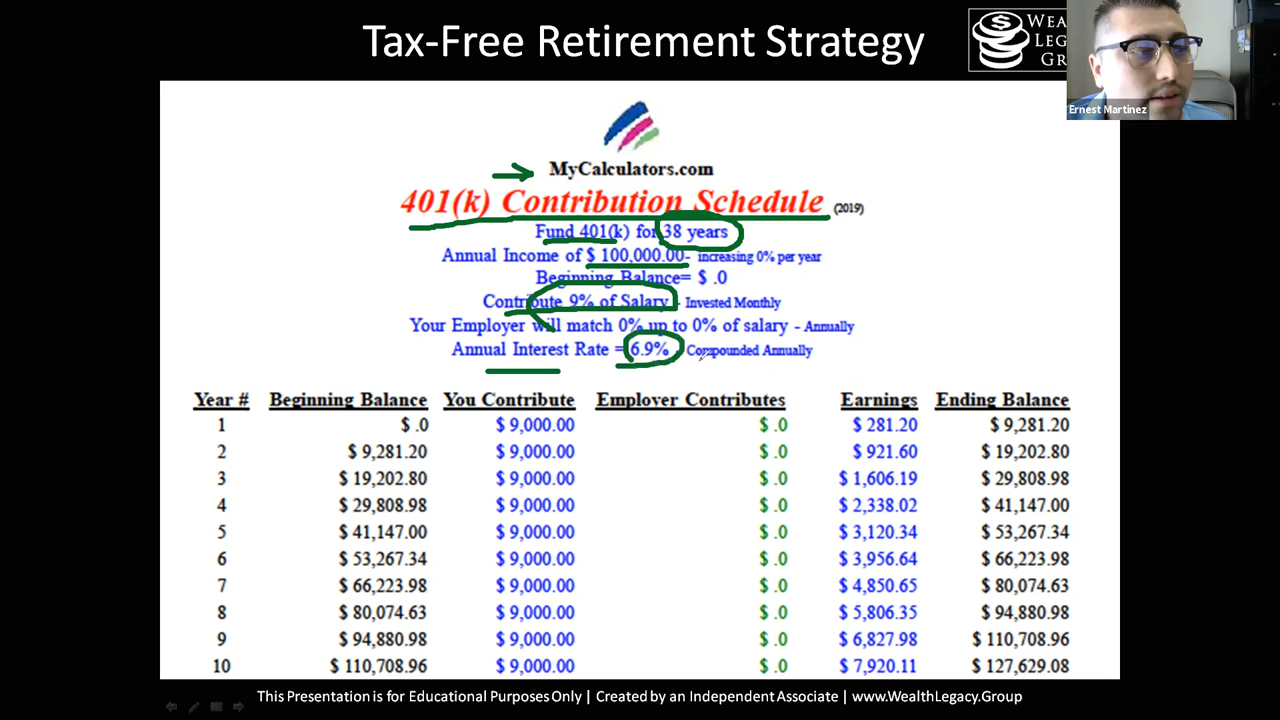 Tax-Free Retirement Strategy
WEA
LEG
GR
Ernest Martinez
MyCalculators.com
401(k) Contribution Schedule (2019)
Fund 401(k) for 38 years
Annual Income of $ 100,000.00- increasing 0% per year
Beginning Balance= $ .0
Contribute 9% of Salary - Invested Monthly
Your Employer will match 0% up to 0% of salary - Annually
Annual Interest Rate = 6.9% - Compounded Annually
Year # Beginning Balance You Contribute Employer Contributes Earnings Ending Balance
1 $ .0 $ 9,000.00 $ .0 $ 281.20 $ 9,281.20
2 $ 9,281.20 $ 9,000.00 $ .0 $ 921.60 $ 19,202.80
3 $ 19,202.80 $ 9,000.00 $ .0 $ 1,606.19 $ 29,808.98
4 $ 29,808.98 $ 9,000.00 $ .0 $ 2,338.02 $ 41,147.00
5 $ 41,147.00 $ 9,000.00 $ .0 $ 3,120.34 $ 53,267.34
6 $ 53,267.34 $ 9,000.00 $ .0 $ 3,956.64 $ 66,223.98
7 $ 66,223.98 $ 9,000.00 $ .0 $ 4,850.65 $ 80,074.63
8 $ 80,074.63 $ 9,000.00 $ .0 $ 5,806.35 $ 94,880.98
9 $ 94,880.98 $ 9,000.00 $ .0 $ 6,827.98 $ 110,708.96
10 $ 110,708.96 $ 9,000.00 $ .0 $ 7,920.11 $ 127,629.08
This Presentation is for Educational Purposes Only | Created by an Independent Associate | www.WealthLegacy.Group